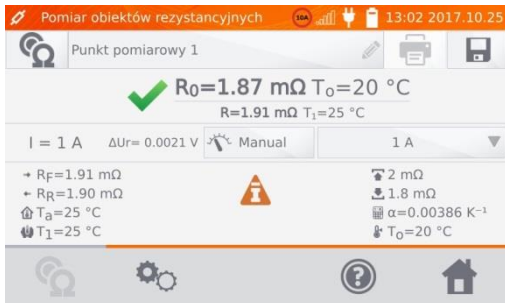 Pomiar obiektów rezystancyjnych 10A 13:02 2017.10.25
Punkt pomiarowy 1
R0=1.87 mΩ To=20 °C
R=1.91 mΩ T1=25 °C
I = 1 A ΔUr= 0.0021 V Manual 1 A
RF=1.91 mΩ 2 mΩ
RR=1.90 mΩ 1.8 mΩ
Ta=25 °C α=0.00386 K⁻¹
T1=25 °C To=20 °C